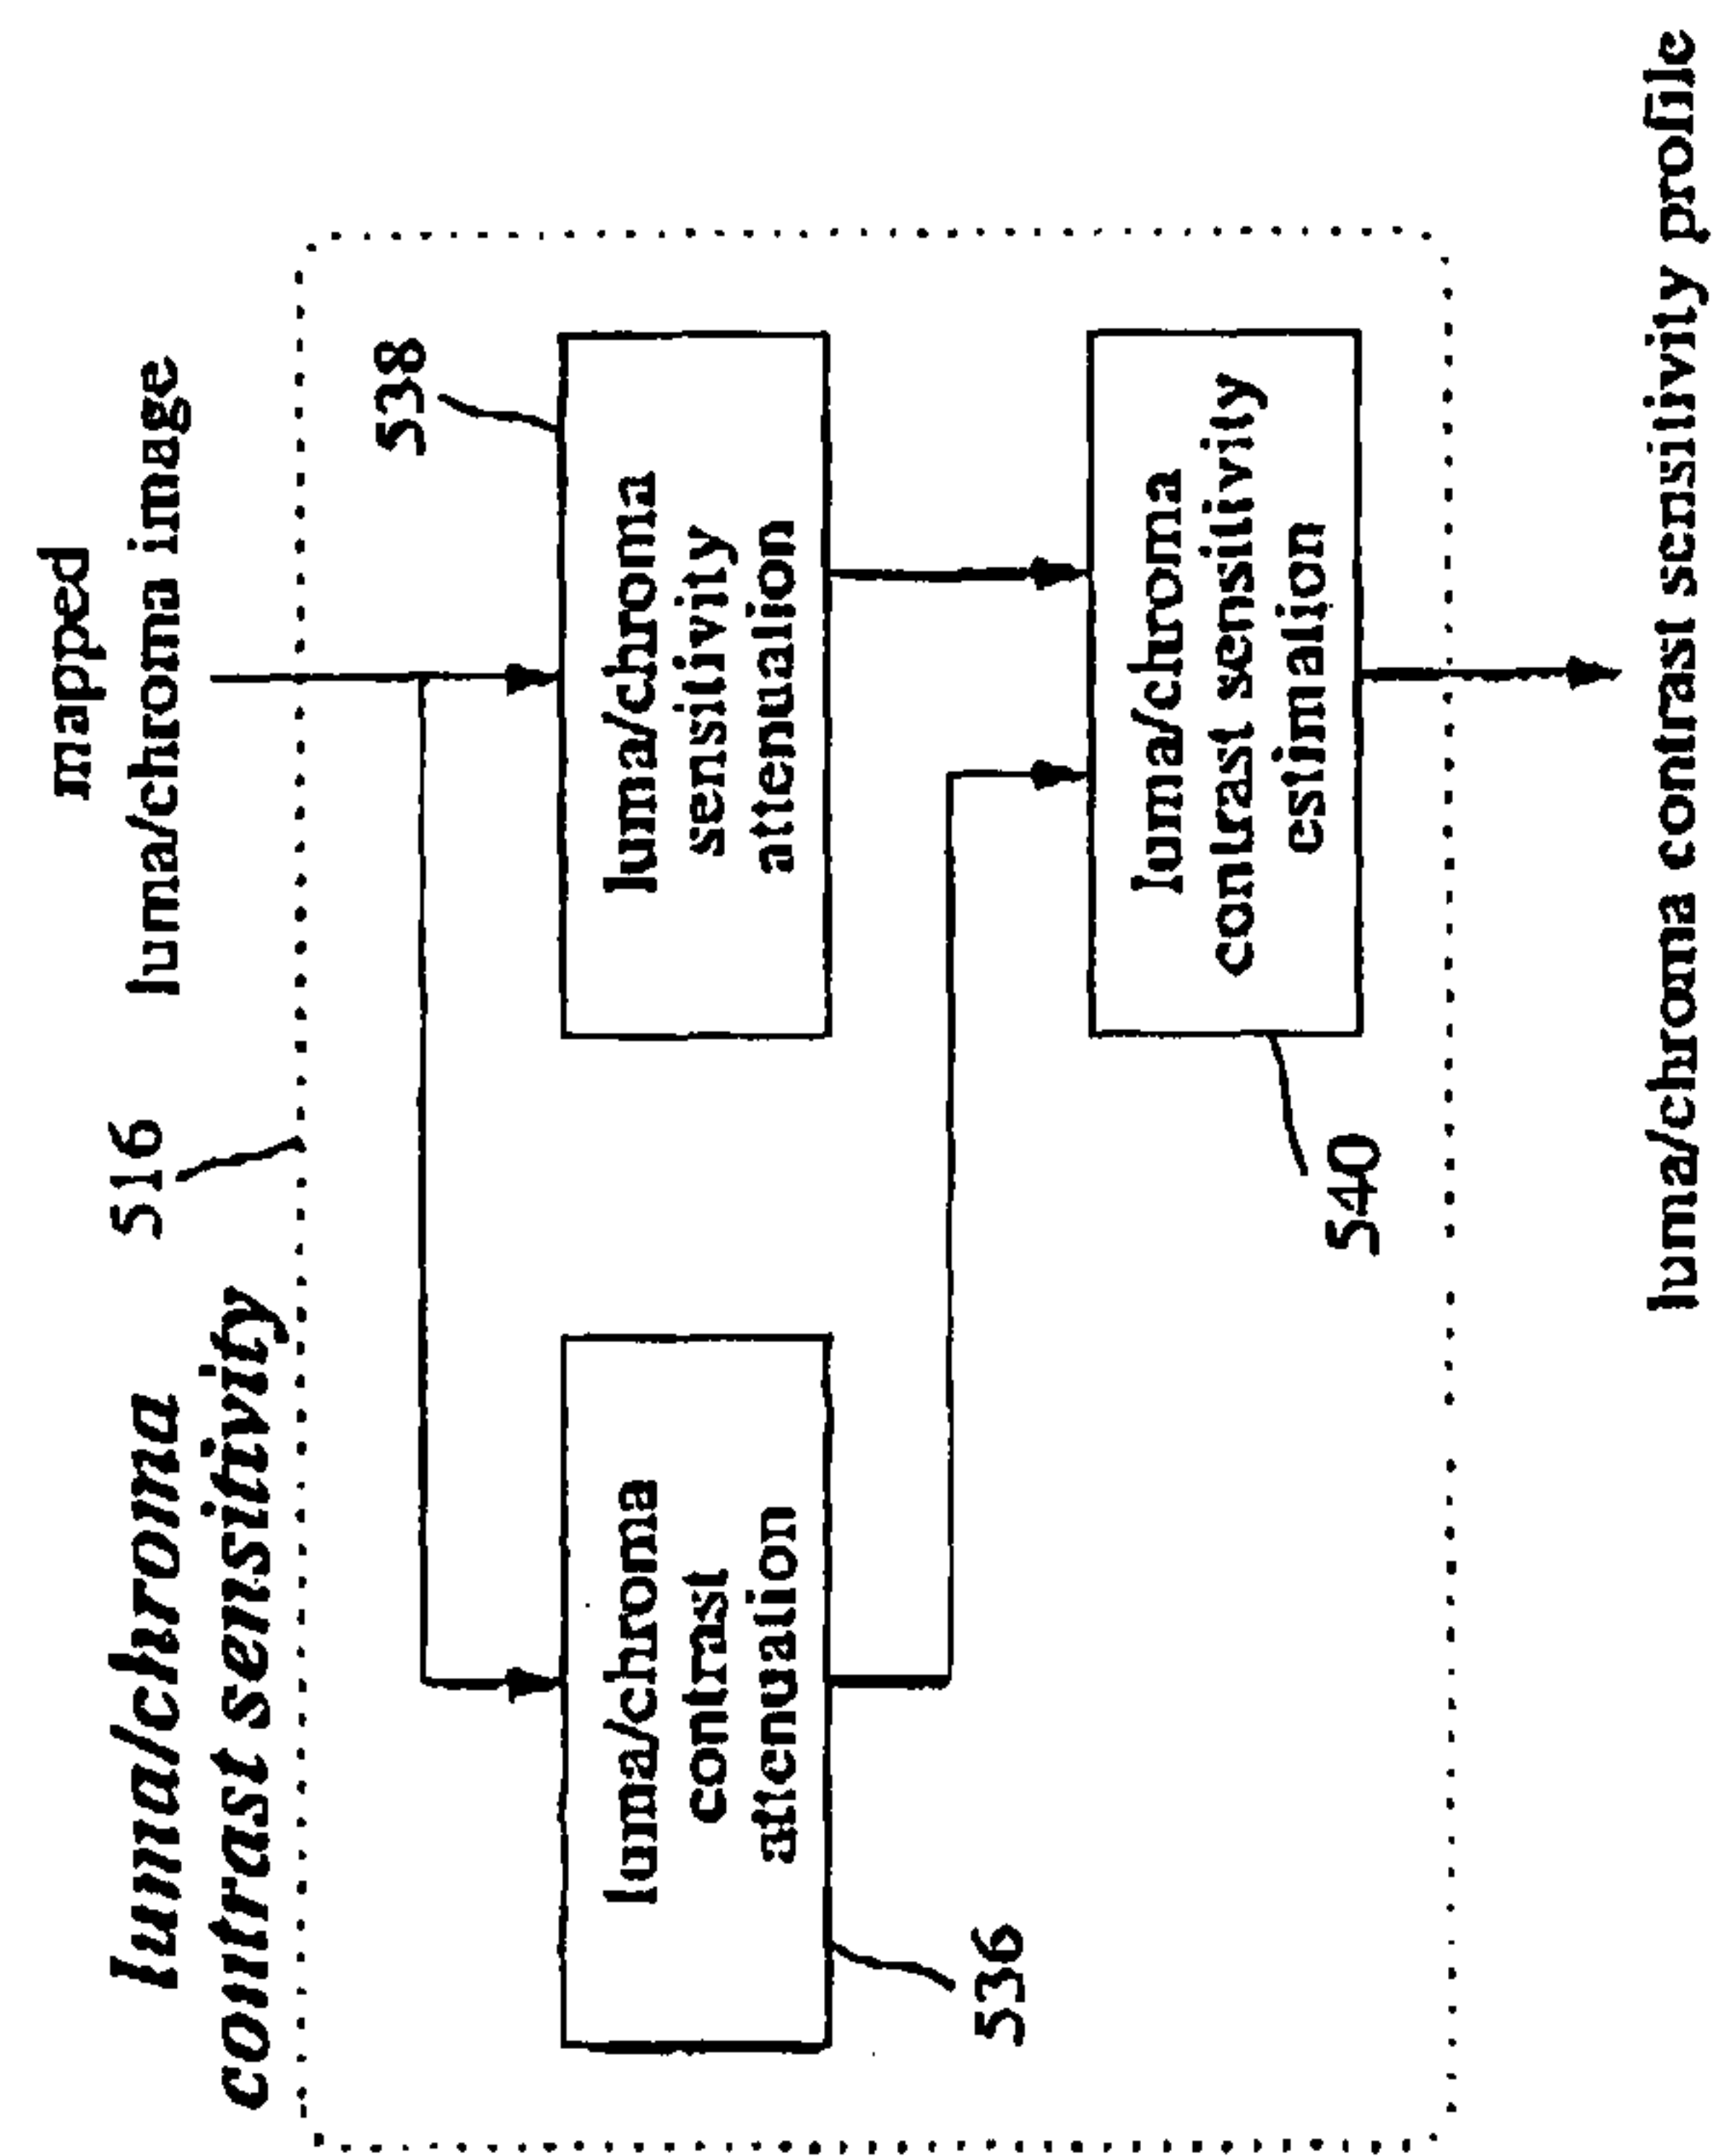 luma/chroma
contrast sensitivity
516
mapped
luma/chroma image
538
luma/chroma
contrast
attenuation
luma/chroma
sensitivity
attenuation
536
luma/chroma
contrast sensitivity
estimation
540
luma/chroma contrast sensitivity profile